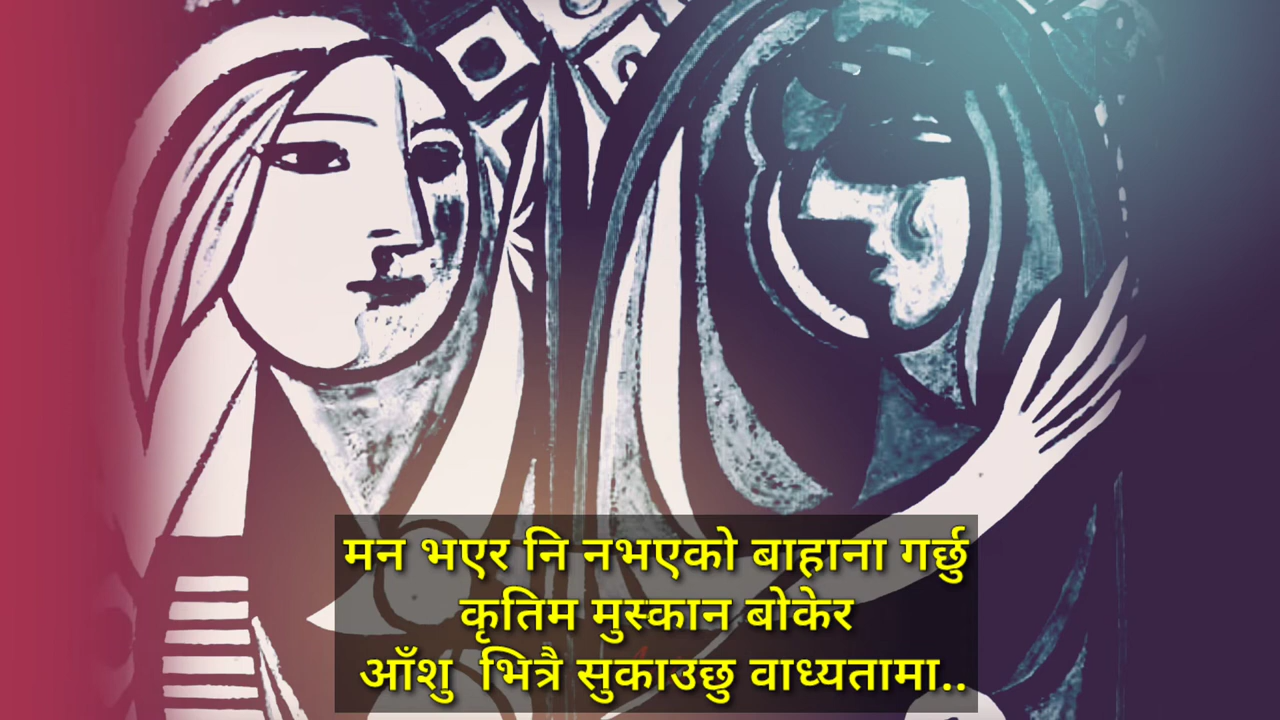 मन भएर नि नभएको बाहाना गर्छु
कृतिम मुस्कान बोकेर
आँशु भित्रै सुकाउछु वाध्यतामा..